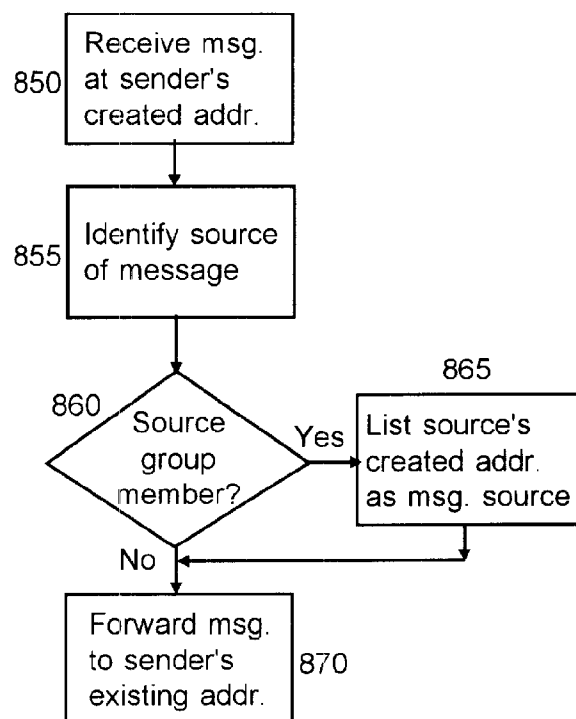 850
Receive msg.
at sender's
created addr.
855
Identify source
of message
860
Source
group
member?
Yes
865
List source's
created addr.
as msg. source
No
Forward msg.
to sender's
existing addr.
870